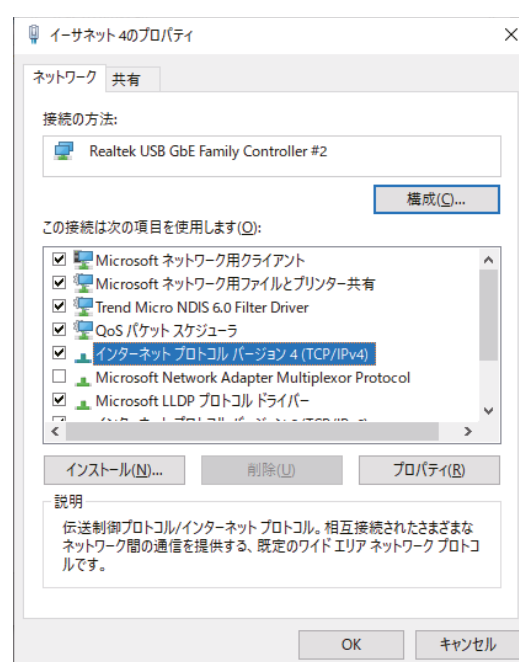 イーサネット 4のプロパティ
ネットワーク 共有
接続の方法:
Realtek USB GbE Family Controller #2
構成(C)...
この接続は次の項目を使用します(O):
Microsoft ネットワーク用クライアント
Microsoft ネットワーク用ファイルとプリンター共有
Trend Micro NDIS 6.0 Filter Driver
QoS パケット スケジューラ
インターネット プロトコル バージョン 4 (TCP/IPv4)
Microsoft Network Adapter Multiplexor Protocol
Microsoft LLDP プロトコル ドライバー
インストール(N)... 削除(U) プロパティ(R)
説明
伝送制御プロトコル/インターネット プロトコル。相互接続されたさまざまな
ネットワーク間の通信を提供する、既定のワイド エリア ネットワーク プロトコ
ルです。
OK キャンセル